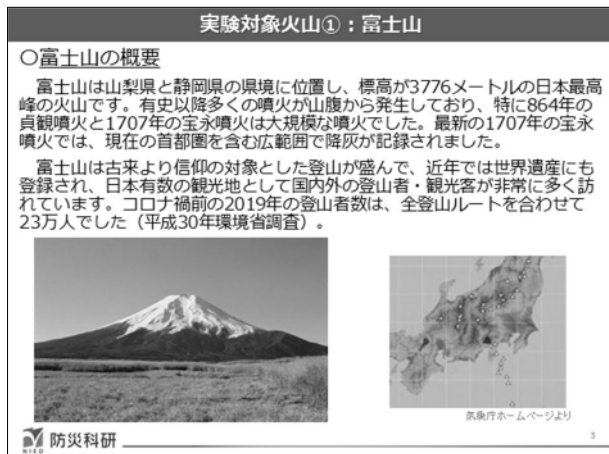 実験対象火山①：富士山
○富士山の概要
富士山は山梨県と静岡県の県境に位置し、標高が3776メートルの日本最高
峰の火山です。有史以降多くの噴火が山腹から発生しており、特に864年の
貞観噴火と1707年の宝永噴火は大規模な噴火でした。最新の1707年の宝永
噴火では、現在の首都圏を含む広範囲で降灰が記録されました。
富士山は古来より信仰の対象とした登山が盛んで、近年では世界遺産にも
登録され、日本有数の観光地として国内外の登山者・観光客が非常に多く訪
れています。コロナ禍前の2019年の登山者数は、全登山ルートを合わせて
23万人でした（平成30年環境省調査）。
気象庁ホームページより
NIED 防災科研
3